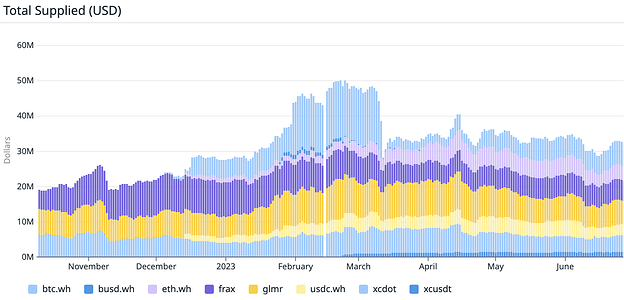 Total Supplied (USD)
60M
50M
40M
30M
20M
10M
0M
Dollars
November December 2023 February March April May June
btc.wh busd.wh eth.wh frax glmr usdc.wh xcdot xcusdt